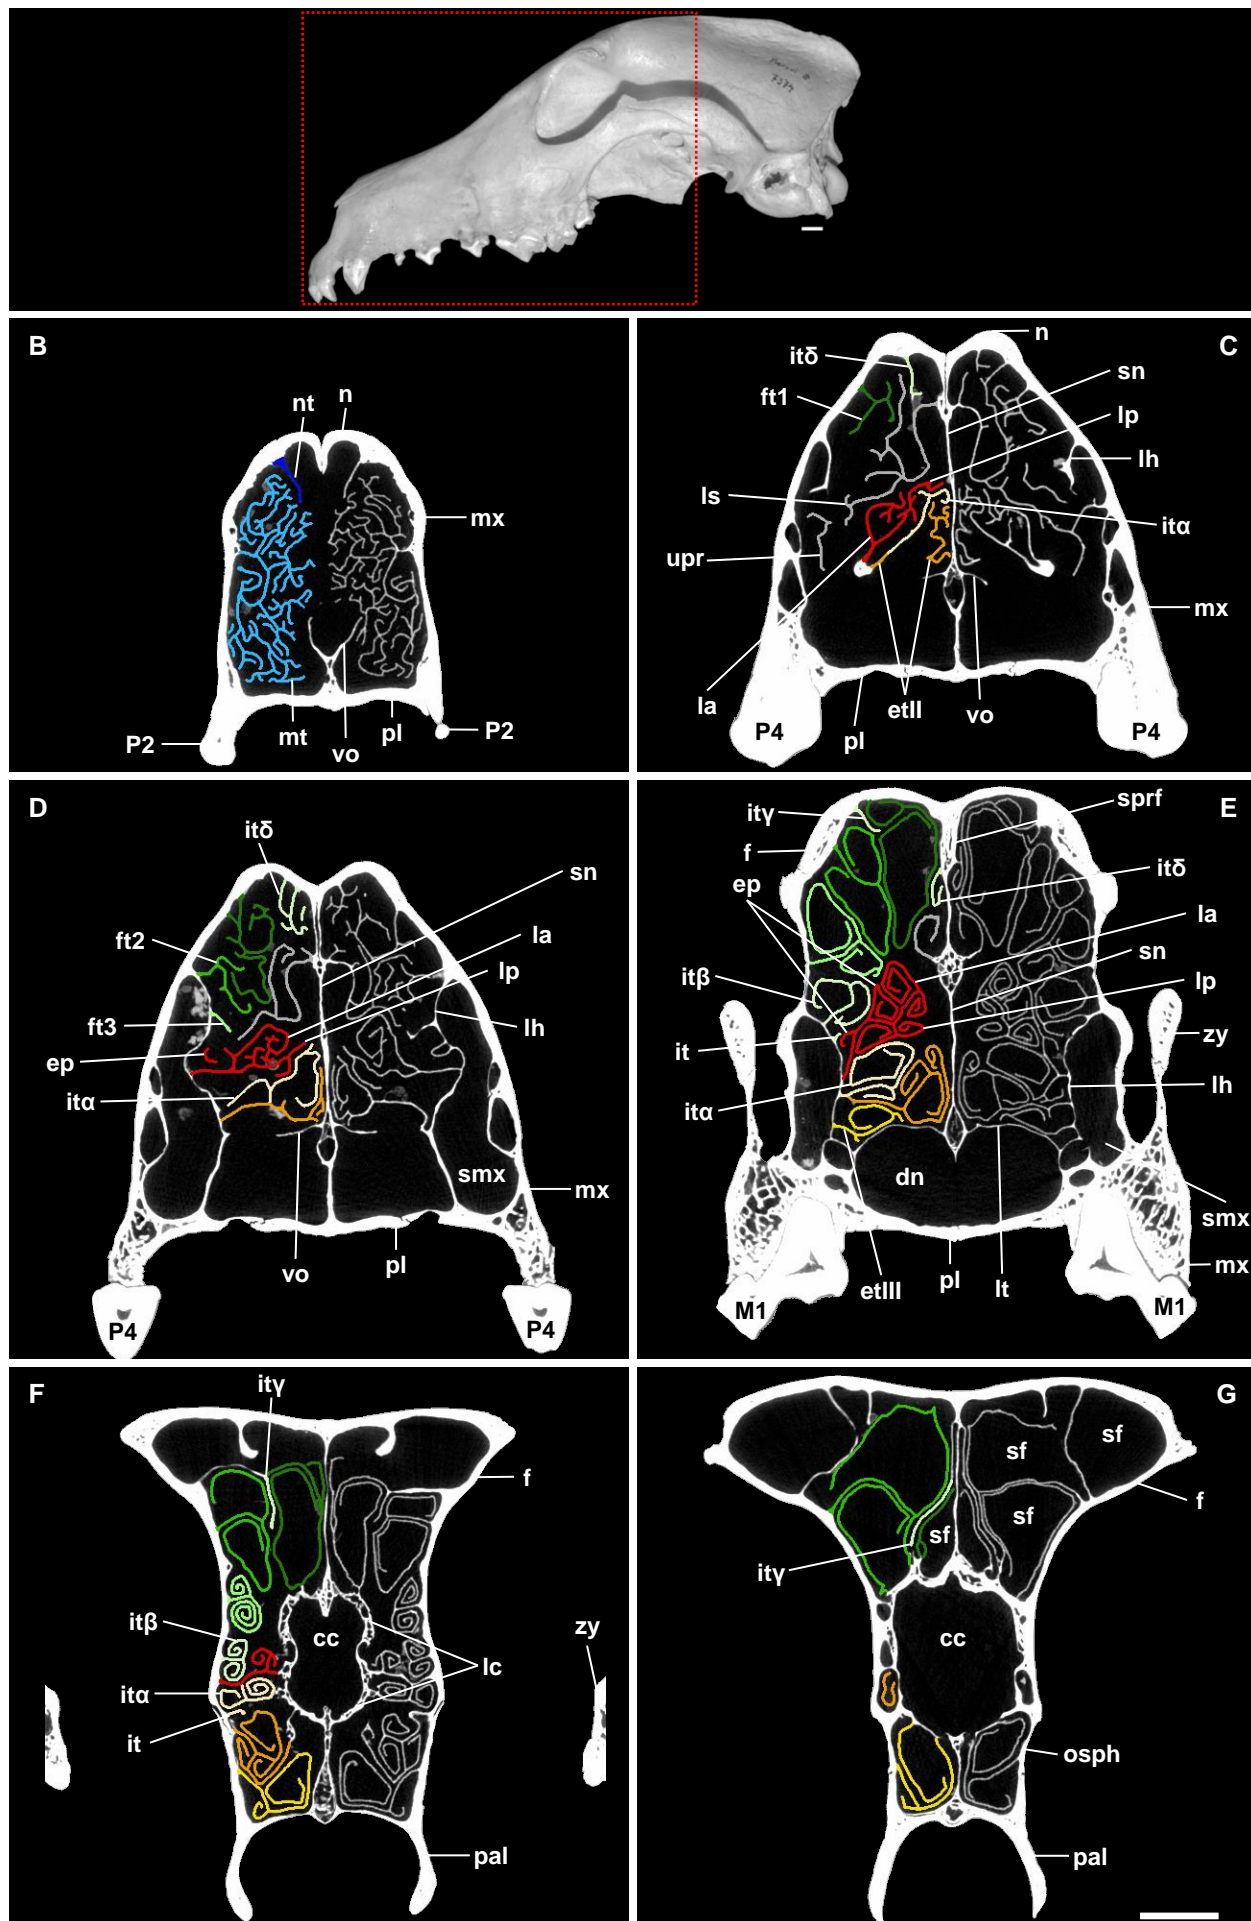 7374
B
nt
n
mx
P2
mt
vo
pl
P2
C
n
itδ
sn
ft1
lp
lh
ls
itα
upr
mx
la
etII
vo
P4
pl
P4
D
itδ
sn
ft2
la
lp
ft3
lh
ep
itα
smx
mx
vo
pl
P4
P4
E
itγ
sprf
f
ep
itδ
la
sn
itβ
lp
it
zy
itα
lh
dn
smx
mx
etIII
pl
lt
M1
M1
F
itγ
f
itβ
cc
zy
lc
itα
it
pal
G
sf
sf
sf
f
sf
itγ
cc
osph
pal